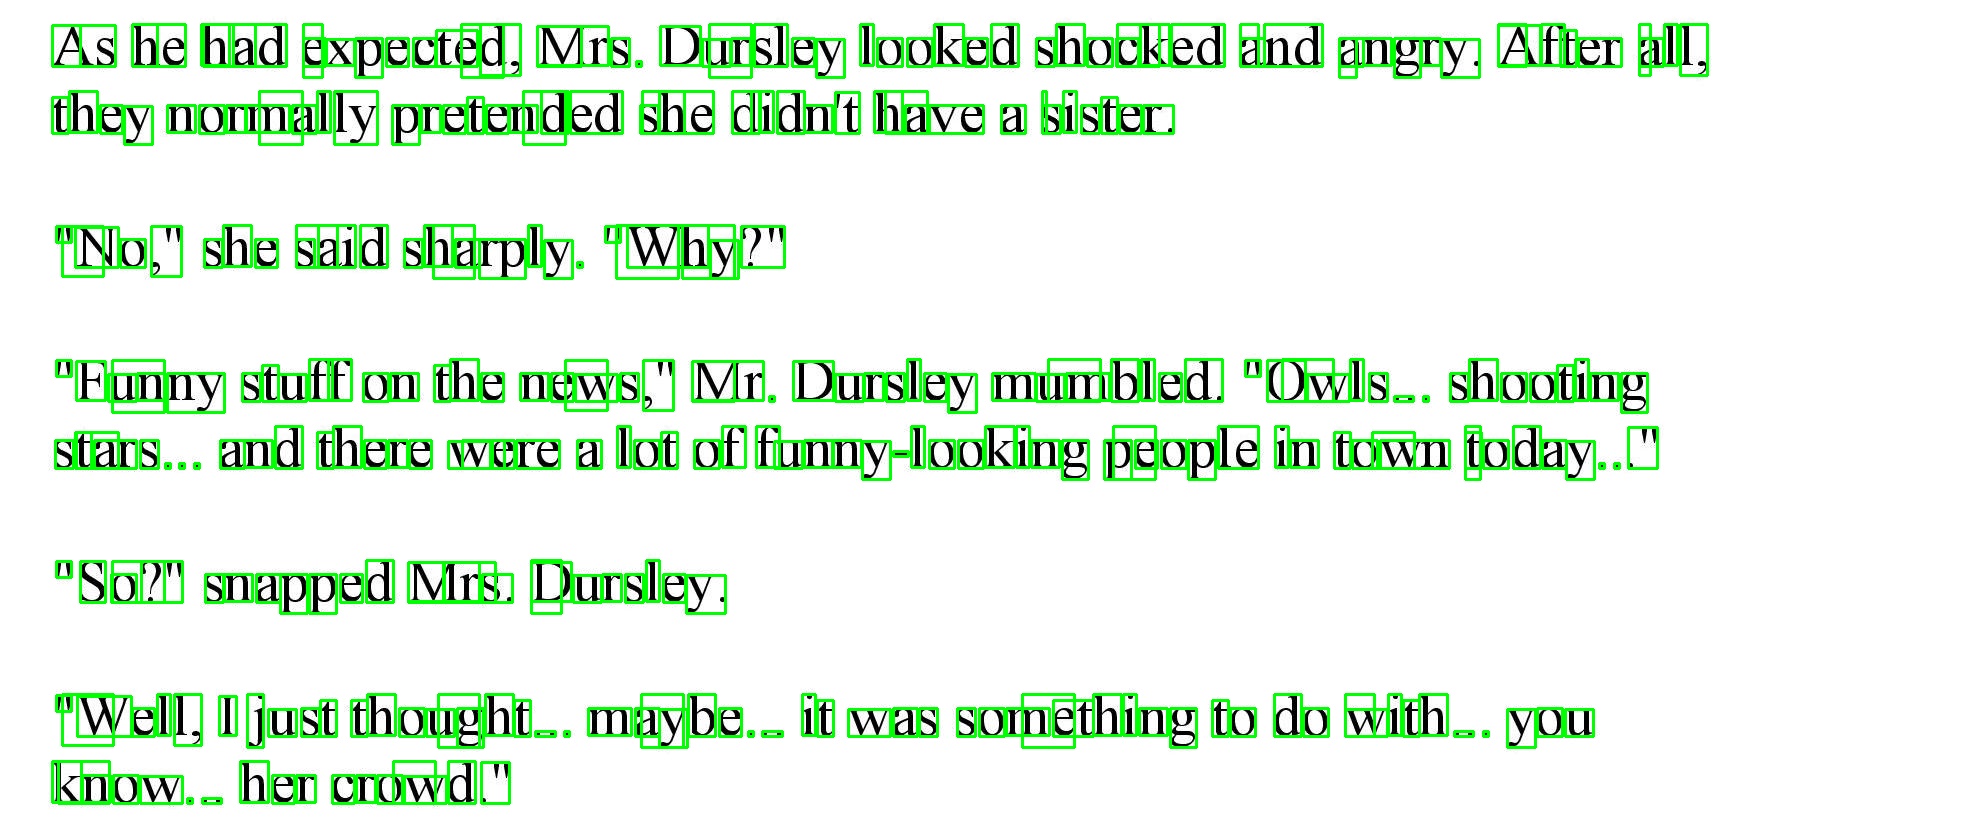 As he had expected, Mrs. Dursley looked shocked and angry. After all,
they normally pretended she didn't have a sister.
"No," she said sharply. "Why?"
"Funny stuff on the news," Mr. Dursley mumbled. "Owls... shooting
stars... and there were a lot of funny-looking people in town today..."
"So?" snapped Mrs. Dursley.
"Well, I just thought... maybe... it was something to do with... you
know... her crowd."